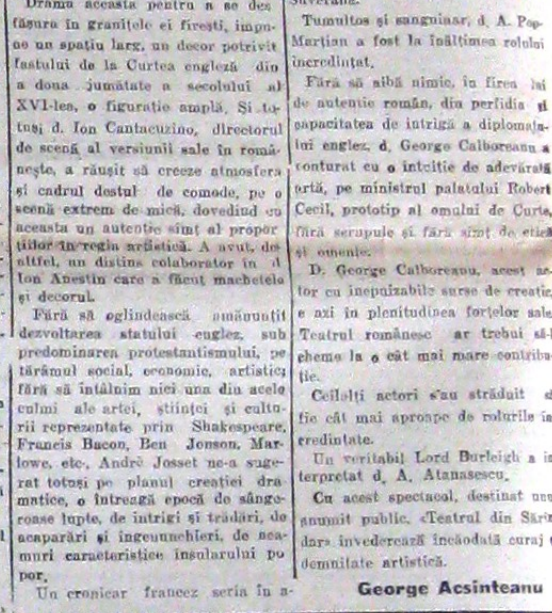 Drama aceasta pentru a se des
fășura în granițele ei firești, impu-
ne un spațiu larg, un decor potrivit
fastului de la Curtea engleză din
a doua jumătate a secolului al
XVI-lea, o figurație amplă. Și to-
tuși d. Ion Cantacuzino, directorul
de scenă al versiunii sale în româ-
nește, a răușit să creeze atmosfera
și cadrul destul de comode, pe o
scenă extrem de mică, dovedind cu
aceasta un autentic simț al propor
țiilor în regia artistică. A avut, de
altfel, un distins colaborator în d
Ion Anestin care a făcut machetele
și decorul.
Fără să oglindească amănunțit
dezvoltarea statului englez, sub
predominarea protestantismului, pe
tărâmul social, economic, artistic;
fără să întâlnim nici una din acele
culmi ale artei, științei și cultu-
rii reprezentate prin Shakespeare,
Francis Bacon, Ben Jonson, Mar-
lowe, etc., Andrè Josset ne-a suge-
rat totuși pe planul creației dra
matice, o întreagă epocă de sânge-
roase lupte, de intrigi și trădări, de
acaparări și îngenunchieri, de nea-
muri caracteristice insularului po
por.
Un cronicar francez scria în a-
Suverana.
Tumultos și sanguinar, d. A. Pop-
Marțian a fost la înălțimea rolului
încredințat.
Fără să aibă nimic, în firea lui
de autentic român, din perfidia și
capacitatea de intrigă a diplomatu-
lui englez, d. George Calboreanu a
conturat cu o intuiție de adevărată
artă, pe ministrul palatului Robert
Cecil, prototip al omului de Curte,
fără scrupule și fără simț de etică
și omenie.
D. George Calboreanu, acest ac-
tor cu inepuizabile surse de creație
e azi în plenitudinea forțelor sale
Teatrul românesc ar trebui să-l
cheme la o cât mai mare contribu
ție.
Ceilalți actori s'au străduit
fie cât mai aproape de rolurile în
credințate.
Un veritabil Lord Burleigh a in
terpretat d. A. Atanasescu.
Cu acest spectacol, destinat unui
anumit public, «Teatrul din Sărin
dar» învederează încăodată curaj
demnitate artistică.
George Acsinteanu